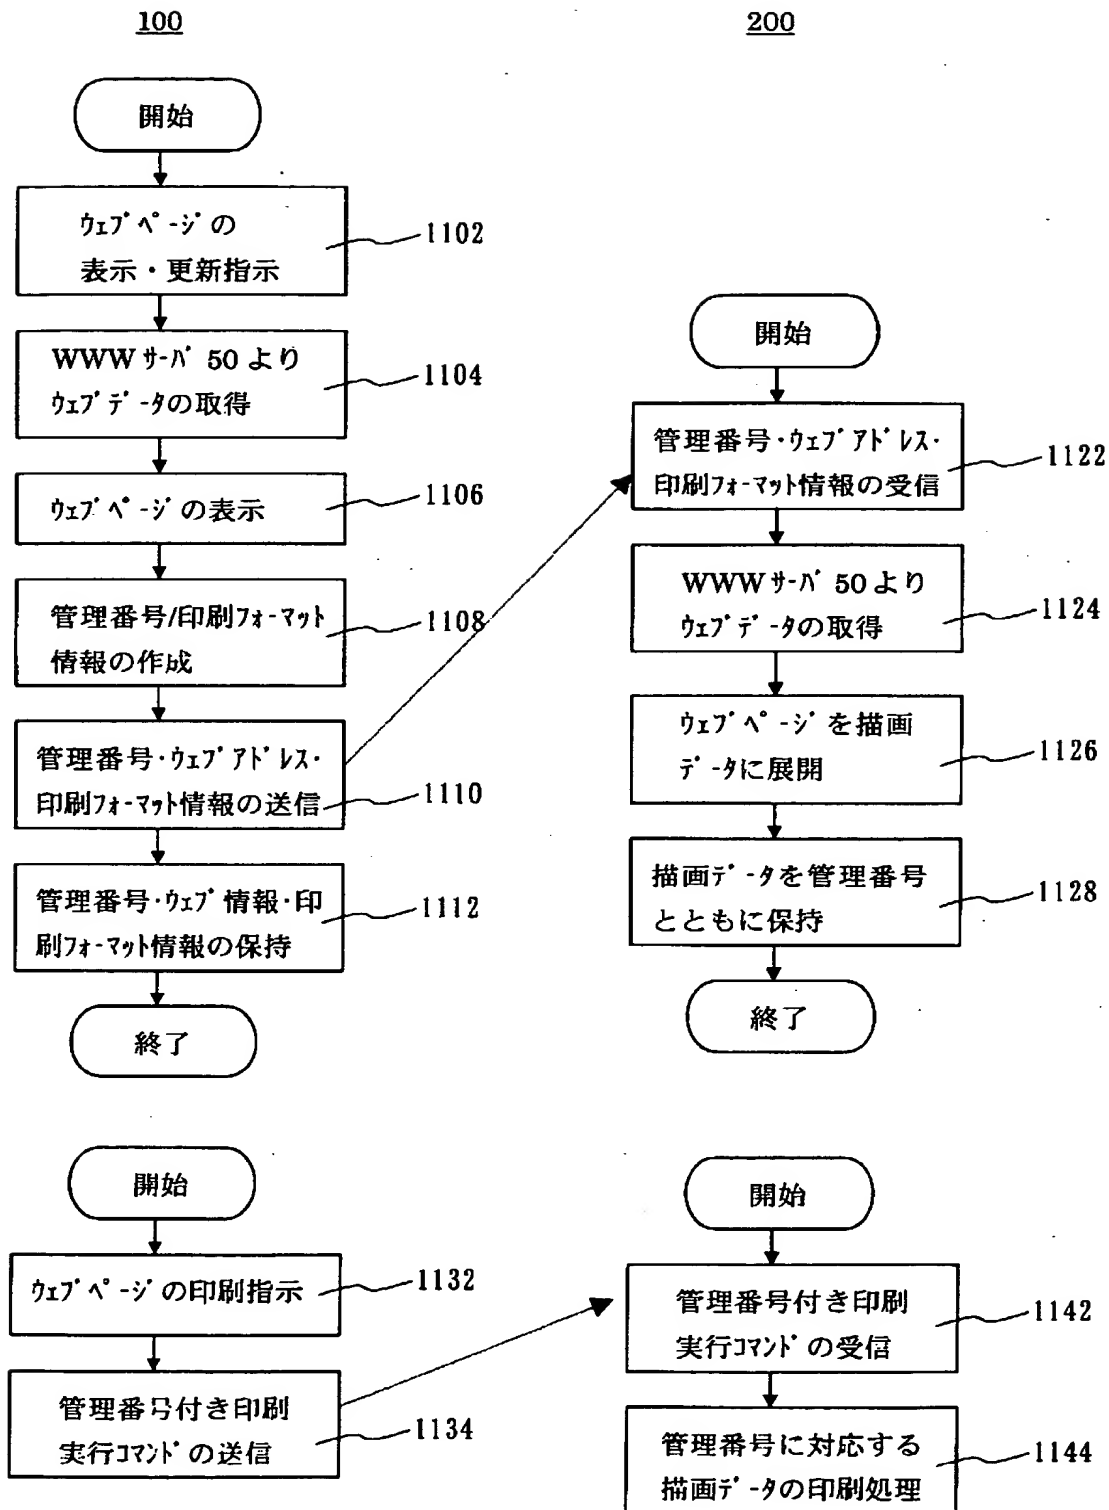 100
開始
ウェブページの
表示・更新指示
1102
WWWサーバ50より
ウェブデータの取得
1104
ウェブページの表示
1106
管理番号/印刷フォーマット
情報の作成
1108
管理番号・ウェブアドレス・
印刷フォーマット情報の送信
1110
管理番号・ウェブ情報・印
刷フォーマット情報の保持
1112
終了
200
開始
管理番号・ウェブアドレス・
印刷フォーマット情報の受信
1122
WWWサーバ50より
ウェブデータの取得
1124
ウェブページを描画
データに展開
1126
描画データを管理番号
とともに保持
1128
終了
開始
ウェブページの印刷指示
1132
管理番号付き印刷
実行コマンドの送信
1134
開始
管理番号付き印刷
実行コマンドの受信
1142
管理番号に対応する
描画データの印刷処理
1144